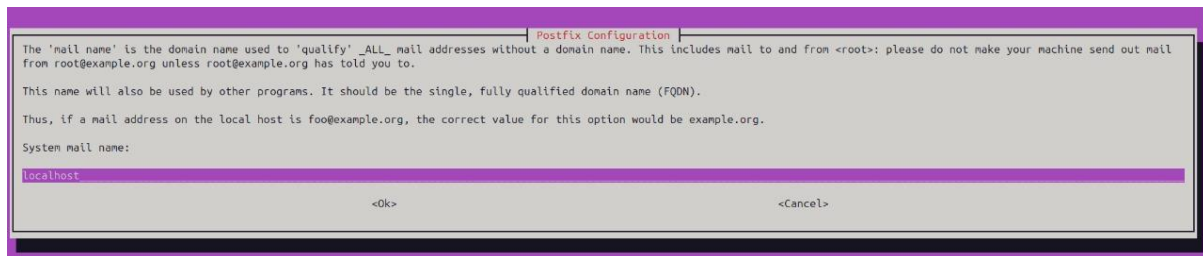 Postfix Configuration
The 'mail name' is the domain name used to 'qualify' _ALL_ mail addresses without a domain name. This includes mail to and from <root>: please do not make your machine send out mail
from root@example.org unless root@example.org has told you to.
This name will also be used by other programs. It should be the single, fully qualified domain name (FQDN).
Thus, if a mail address on the local host is foo@example.org, the correct value for this option would be example.org.
System mail name:
localhost
<Ok> <Cancel>